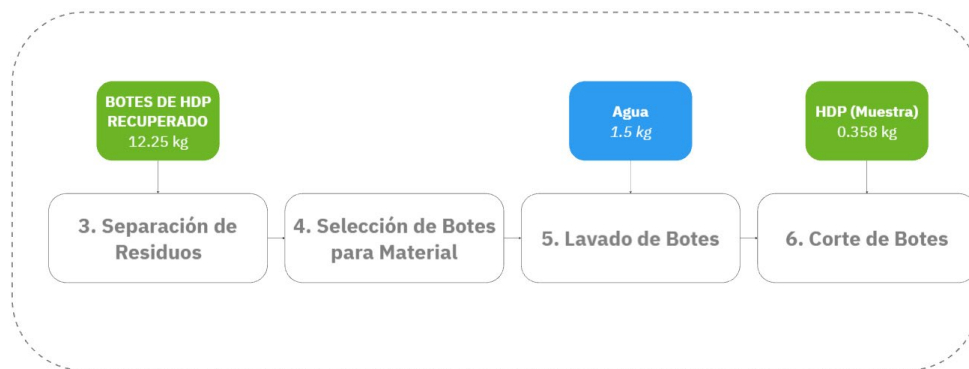 BOTES DE HDP
RECUPERADO
12.25 kg
Agua
1.5 kg
HDP (Muestra)
0.358 kg
3. Separación de
Residuos
4. Selección de Botes
para Material
5. Lavado de Botes
6. Corte de Botes